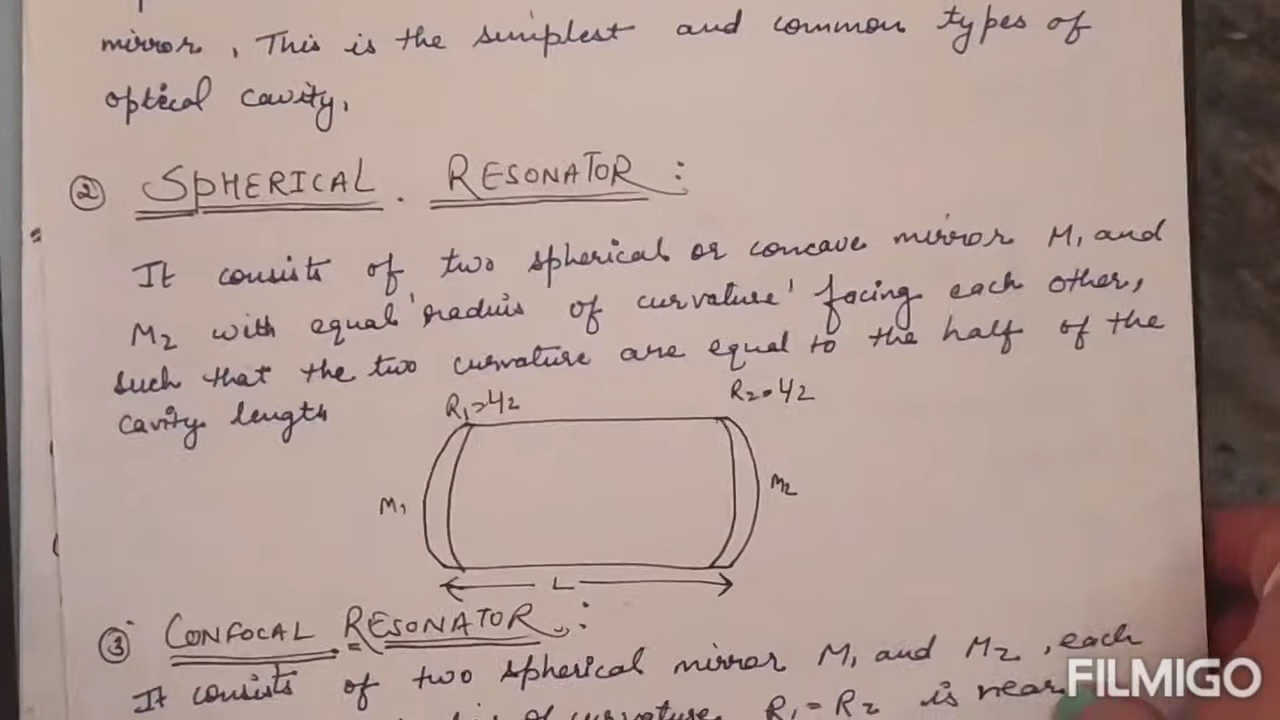 mirror. This is the simplest and common types of
optical cavity.
② SPHERICAL. RESONATOR:
It consists of two spherical or concave mirror M1 and
M2 with equal 'radius of curvature' facing each other,
such that the two curvature are equal to the half of the
cavity length
R1=L/2
R2=L/2
M1
M2
L
③ CONFOCAL RESONATOR:
It consists of two spherical mirror M1 and M2, each
of curvature R1=R2 is near
FILMIGO